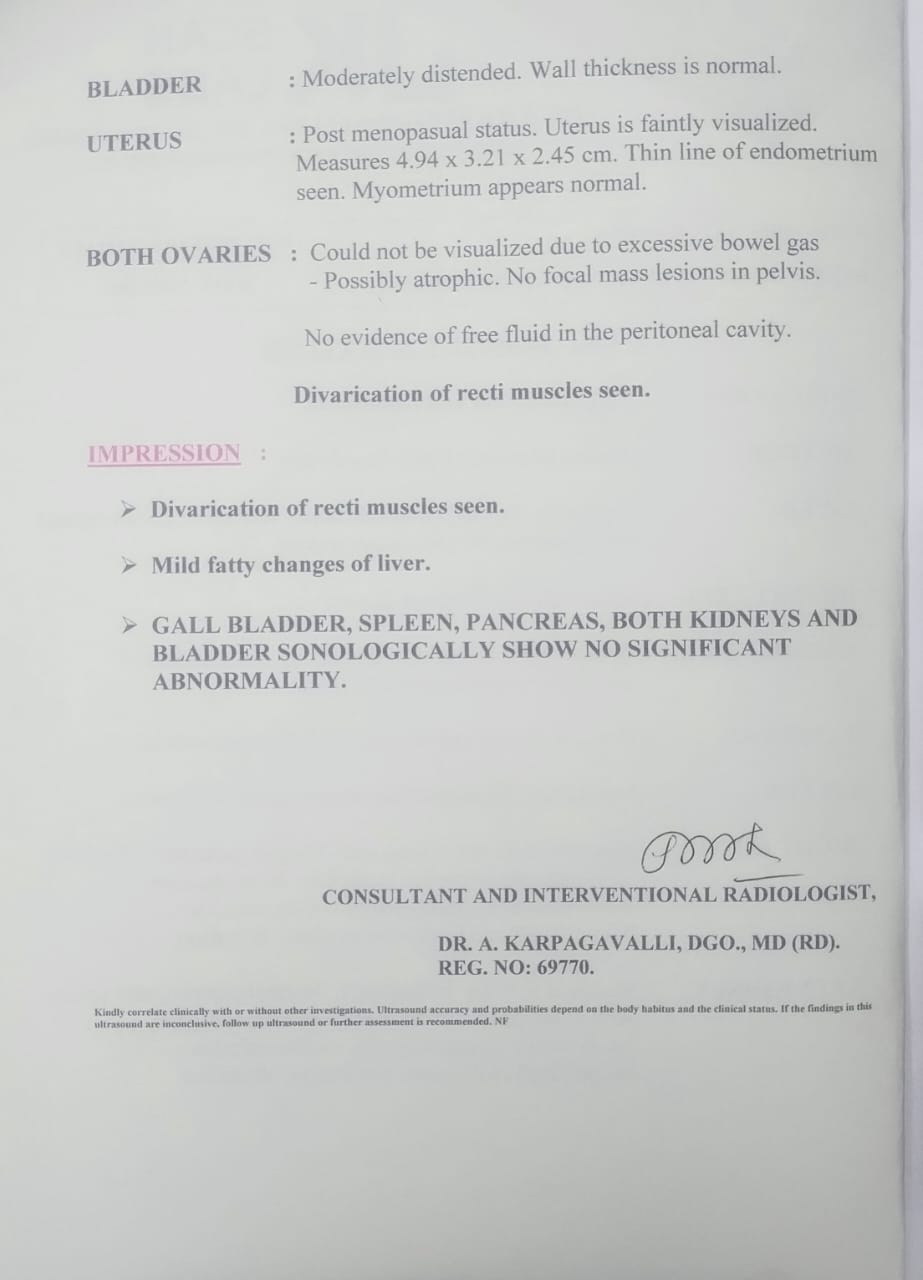 BLADDER : Moderately distended. Wall thickness is normal.
UTERUS : Post menopasual status. Uterus is faintly visualized.
Measures 4.94 x 3.21 x 2.45 cm. Thin line of endometrium
seen. Myometrium appears normal.
BOTH OVARIES : Could not be visualized due to excessive bowel gas
- Possibly atrophic. No focal mass lesions in pelvis.
No evidence of free fluid in the peritoneal cavity.
Divarication of recti muscles seen.
IMPRESSION :
➢ Divarication of recti muscles seen.
➢ Mild fatty changes of liver.
➢ GALL BLADDER, SPLEEN, PANCREAS, BOTH KIDNEYS AND
BLADDER SONOLOGICALLY SHOW NO SIGNIFICANT
ABNORMALITY.
CONSULTANT AND INTERVENTIONAL RADIOLOGIST,
DR. A. KARPAGAVALLI, DGO., MD (RD).
REG. NO: 69770.
Kindly correlate clinically with or without other investigations. Ultrasound accuracy and probabilities depend on the body habitus and the clinical status. If the findings in this
ultrasound are inconclusive, follow up ultrasound or further assessment is recommended. NF